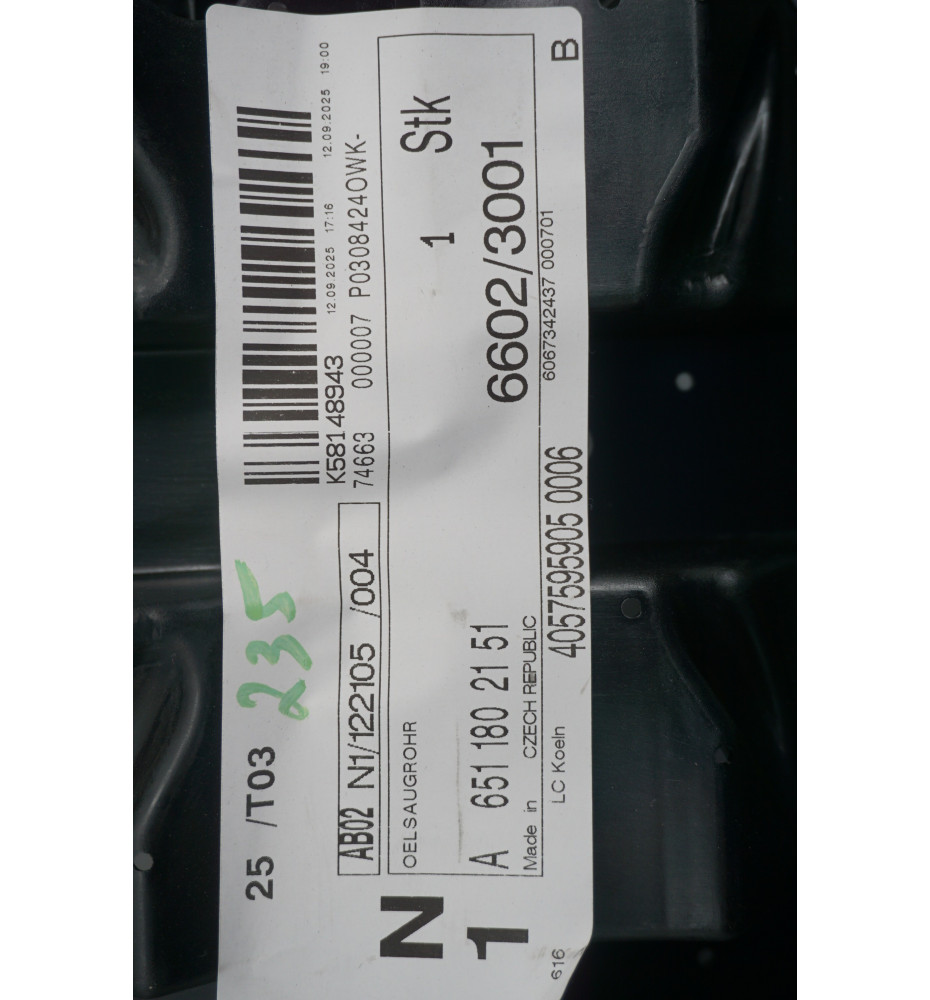 25 /T03 235
K58148943 12.09.2025 17:16 12.09.2025 19:00
AB02 N1/122105 /004 74663 000007 P03084240WK-
N OELSAUGROHR 1 Stk
1 A 651 180 21 51 6602/3001
Made in CZECH REPUBLIC
616 LC Koeln 4057595905 0006 6067342437 000701 B